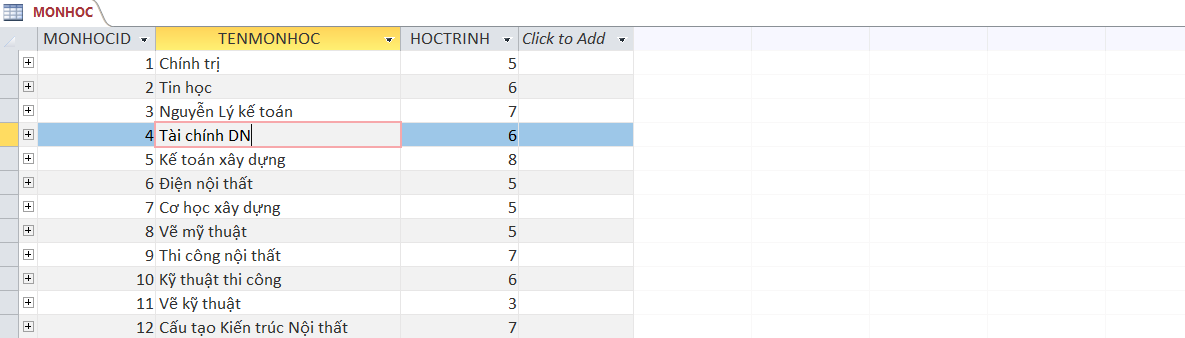 MONHOC
MONHOCID TENMONHOC HOCTRINH Click to Add
1 Chính trị 5
2 Tin học 6
3 Nguyễn Lý kế toán 7
4 Tài chính DN 6
5 Kế toán xây dựng 8
6 Điện nội thất 5
7 Cơ học xây dựng 5
8 Vẽ mỹ thuật 5
9 Thi công nội thất 7
10 Kỹ thuật thi công 6
11 Vẽ kỹ thuật 3
12 Cấu tạo Kiến trúc Nội thất 7